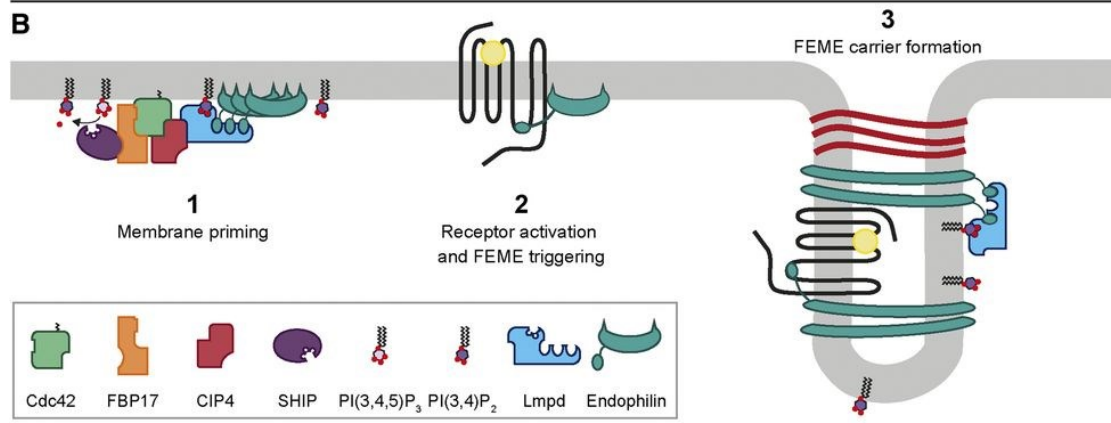 B
3
FEME carrier formation
1
Membrane priming
2
Receptor activation
and FEME triggering
Cdc42 FBP17 CIP4 SHIP PI(3,4,5)P₃ PI(3,4)P₂ Lmpd Endophilin